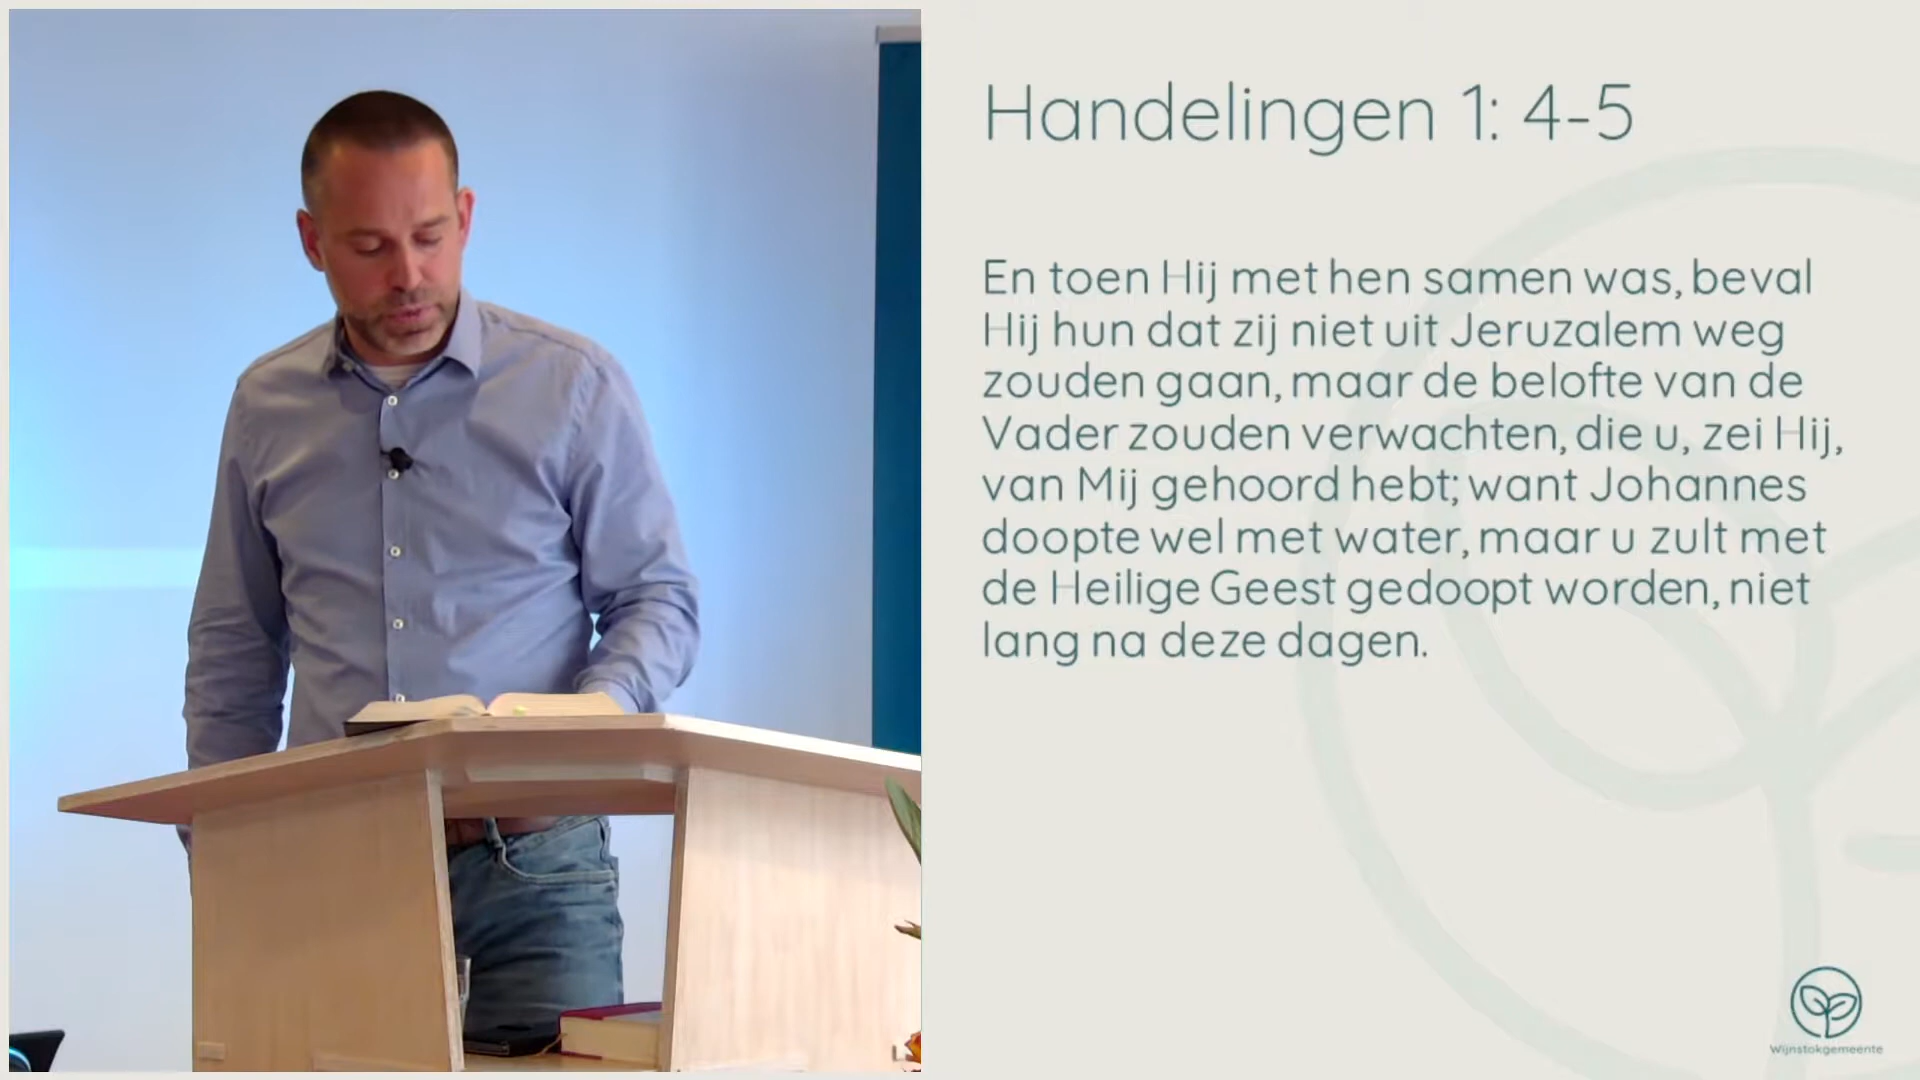 Handelingen 1: 4-5
En toen Hij met hen samen was, beval
Hij hun dat zij niet uit Jeruzalem weg
zouden gaan, maar de belofte van de
Vader zouden verwachten, die u, zei Hij,
van Mij gehoord hebt; want Johannes
doopte wel met water, maar u zult met
de Heilige Geest gedoopt worden, niet
lang na deze dagen.
Wijnstokgemeente